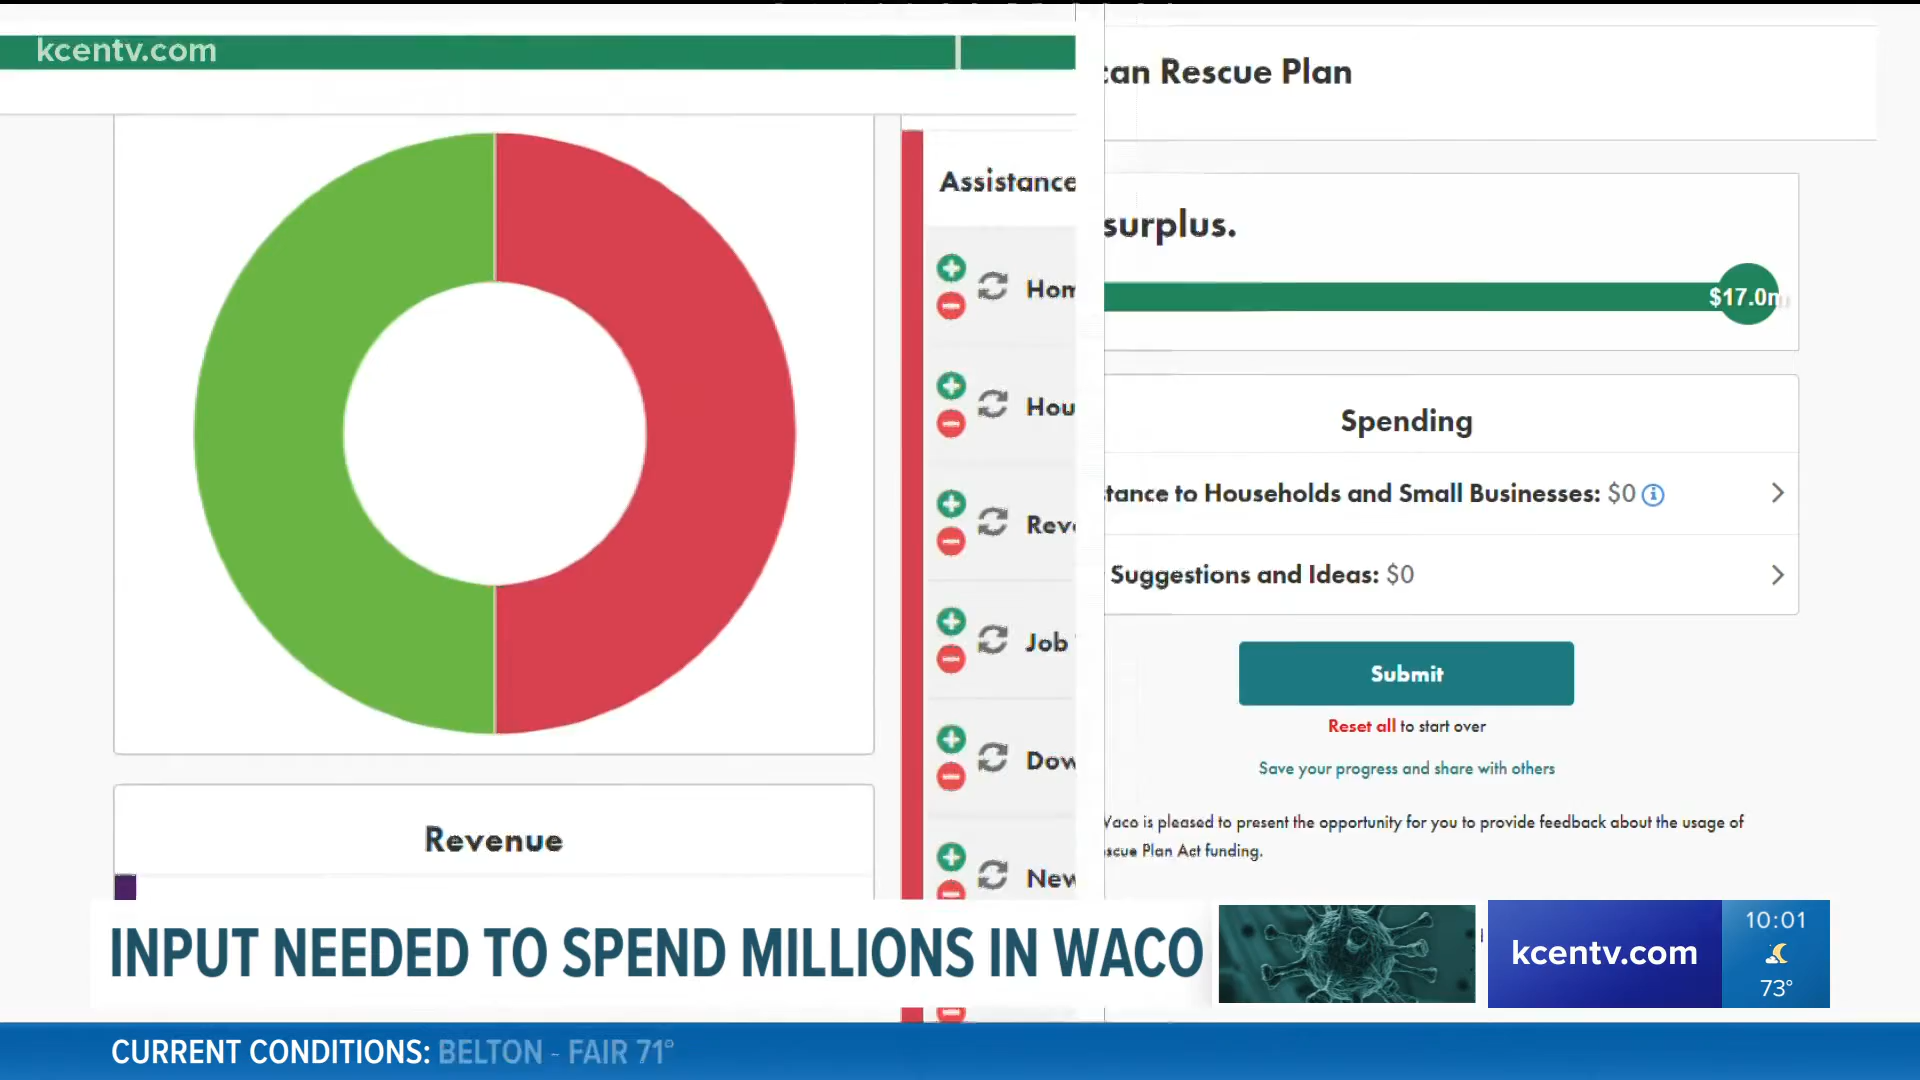 kcentv.com
can Rescue Plan
Assistance
surplus.
$17.0m
Spending
tance to Households and Small Businesses: $0
Suggestions and Ideas: $0
Submit
Reset all to start over
Save your progress and share with others
Waco is pleased to present the opportunity for you to provide feedback about the usage of
scue Plan Act funding.
Hom
Hou
Rev
Job
Dow
New
Revenue
INPUT NEEDED TO SPEND MILLIONS IN WACO
kcentv.com
10:01
73°
CURRENT CONDITIONS: BELTON - FAIR 71°